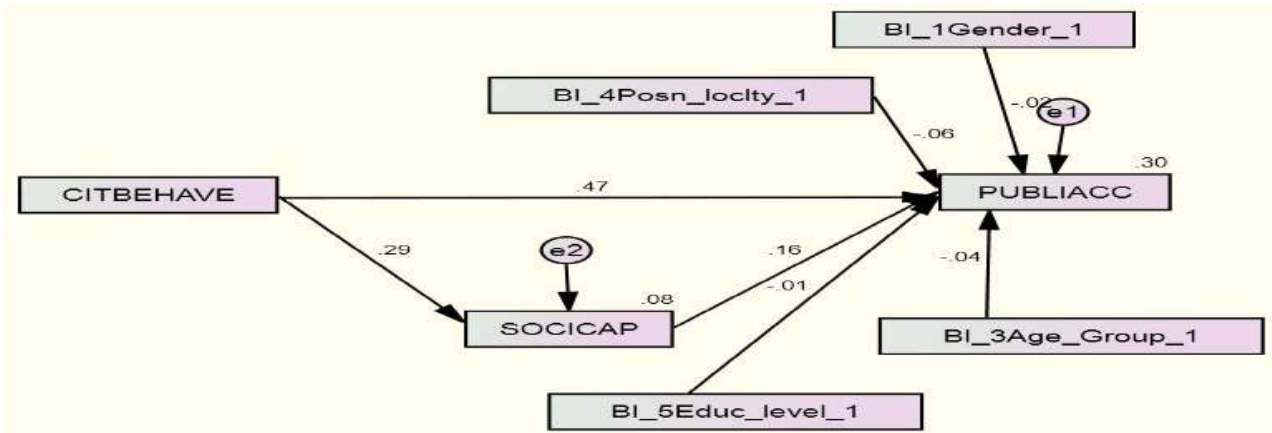 BI_1Gender_1
BI_4Posn_loclty_1
-.02
e1
-.06
.30
CITBEHAVE
.47
PUBLIACC
.29
e2
.16
-.04
-.01
.08
SOCICAP
BI_3Age_Group_1
BI_5Educ_level_1